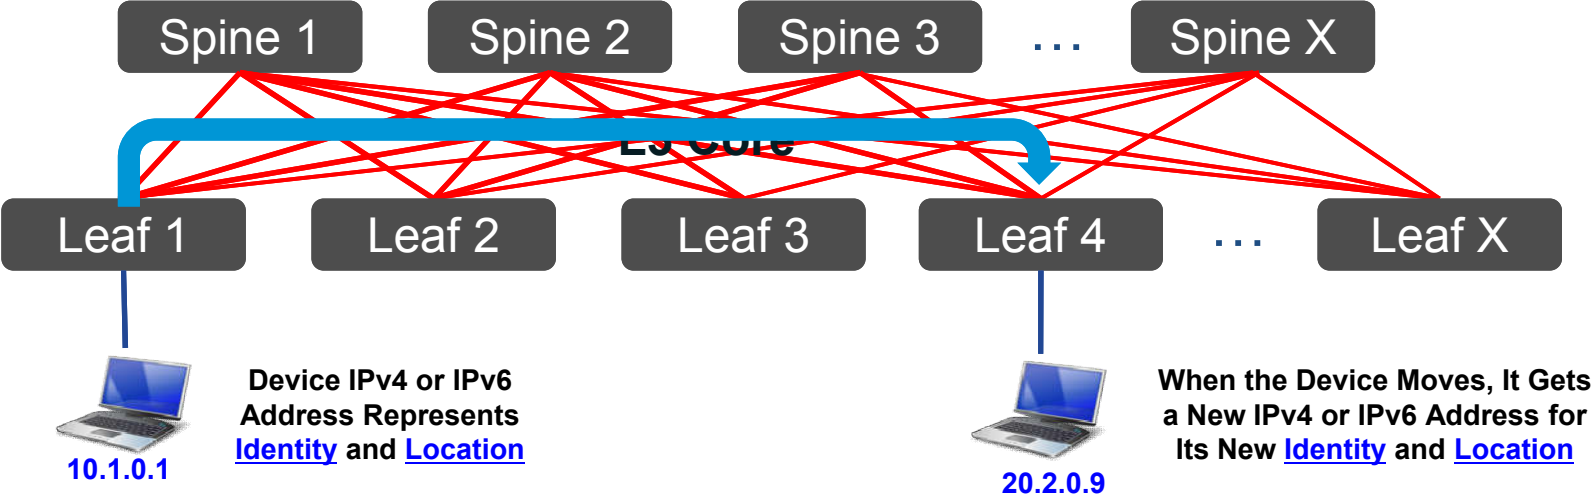 Spine 1
Spine 2
Spine 3
...
Spine X
L3 Core
Leaf 1
Leaf 2
Leaf 3
Leaf 4
...
Leaf X
10.1.0.1
Device IPv4 or IPv6
Address Represents
Identity and Location
20.2.0.9
When the Device Moves, It Gets
a New IPv4 or IPv6 Address for
Its New Identity and Location